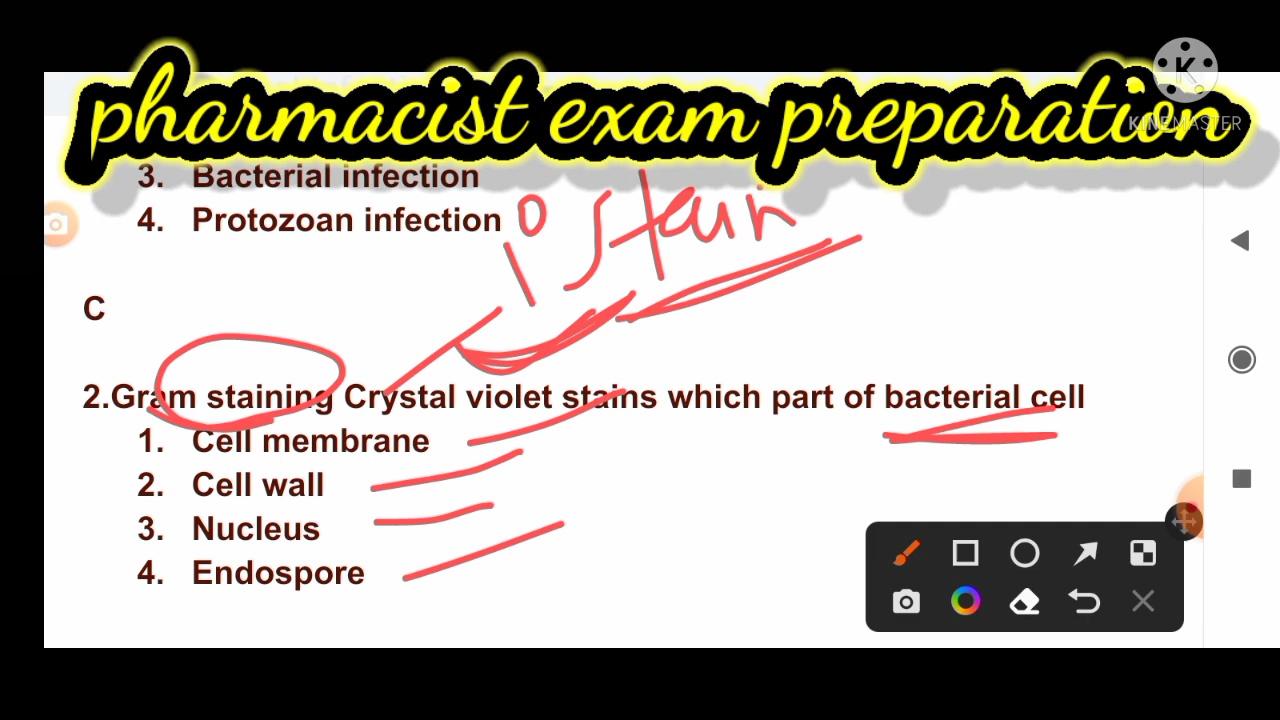 pharmacist exam preparation
KINEMASTER
3. Bacterial infection
4. Protozoan infection
1° Stain
C
2.Gram staining Crystal violet stains which part of bacterial cell
1. Cell membrane
2. Cell wall
3. Nucleus
4. Endospore